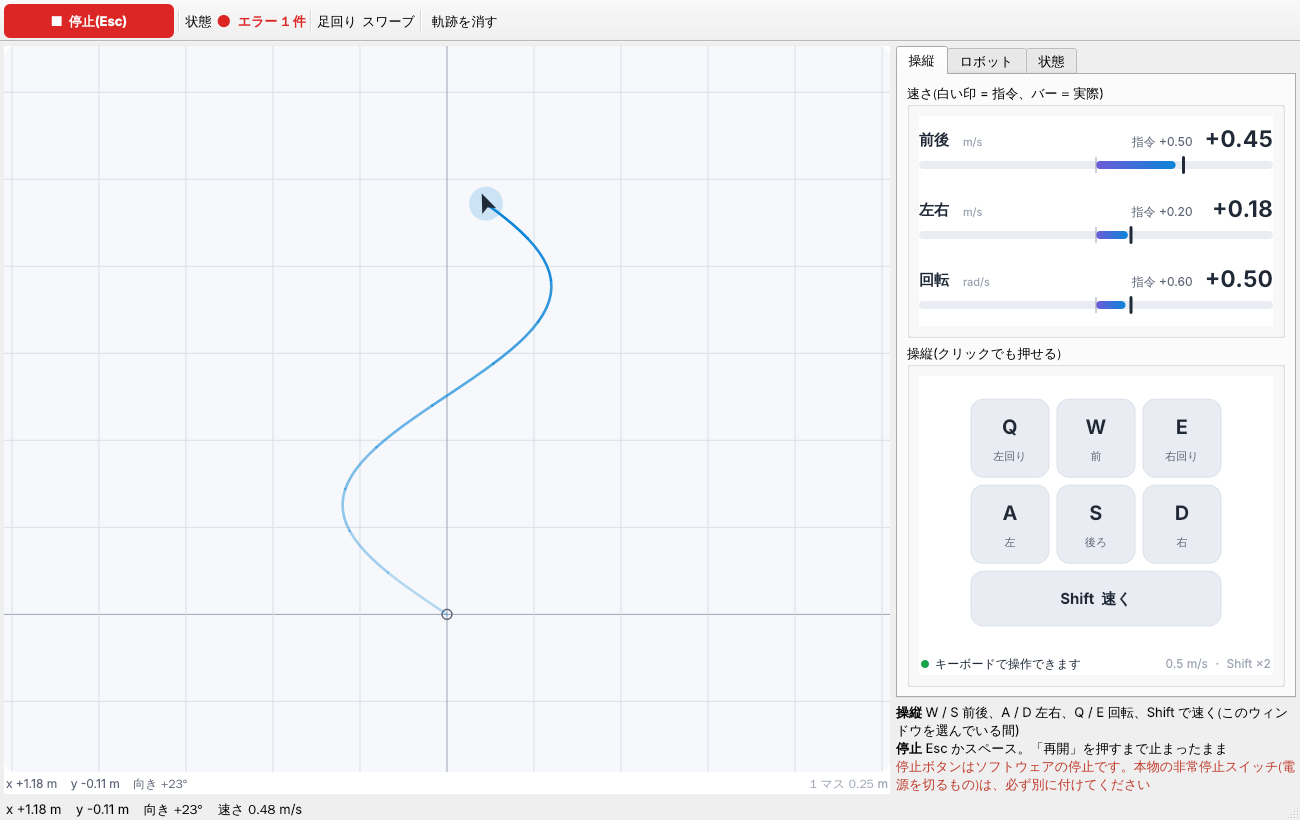 ■ 停止(Esc) 状態 ● エラー 1 件 足回り スワーブ 軌跡を消す
操縦 ロボット 状態
速さ(白い印 = 指令、バー = 実際)
前後 m/s 指令 +0.50 +0.45
左右 m/s 指令 +0.20 +0.18
回転 rad/s 指令 +0.60 +0.50
操縦(クリックでも押せる)
Q W E
左回り 前 右回り
A S D
左 後ろ 右
Shift 速く
キーボードで操作できます 0.5 m/s · Shift ×2
操縦 W / S 前後、A / D 左右、Q / E 回転、Shift で速く(このウィン
ドウを選んでいる間)
停止 Esc かスペース。「再開」を押すまで止まったまま
停止ボタンはソフトウェアの停止です。本物の非常停止スイッチ(電
源を切るもの)は、必ず別に付けてください
x +1.18 m y -0.11 m 向き +23° 1 マス 0.25 m
x +1.18 m y -0.11 m 向き +23° 速さ 0.48 m/s